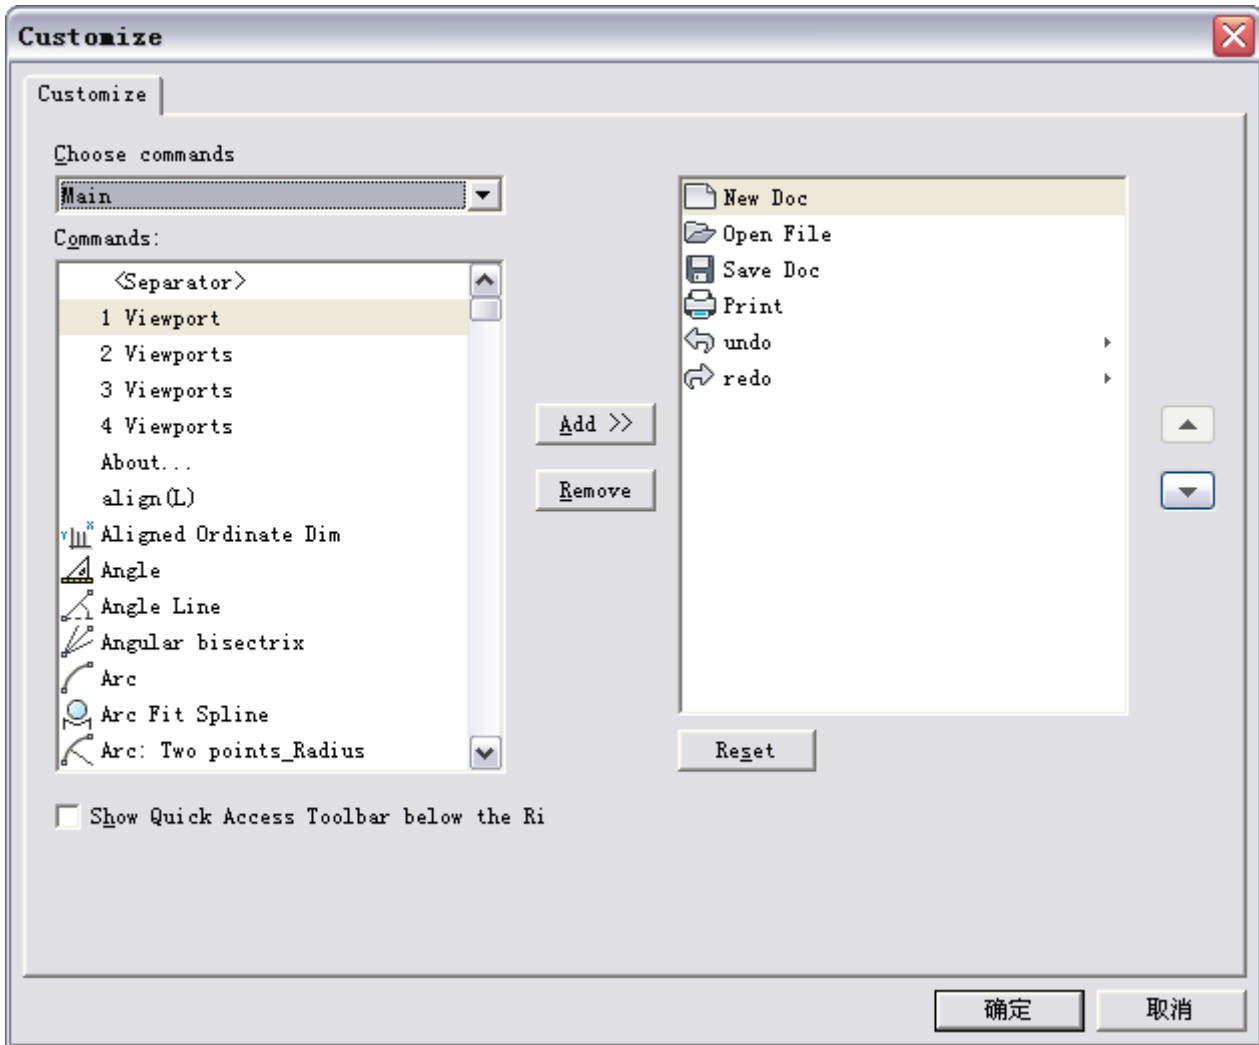 Customize
Customize
Choose commands
Main
Commands:
<Separator>
1 Viewport
2 Viewports
3 Viewports
4 Viewports
About...
align(L)
Aligned Ordinate Dim
Angle
Angle Line
Angular bisectrix
Arc
Arc Fit Spline
Arc: Two points_Radius
Add >>
Remove
New Doc
Open File
Save Doc
Print
undo
redo
Reset
Show Quick Access Toolbar below the Ri
确定
取消